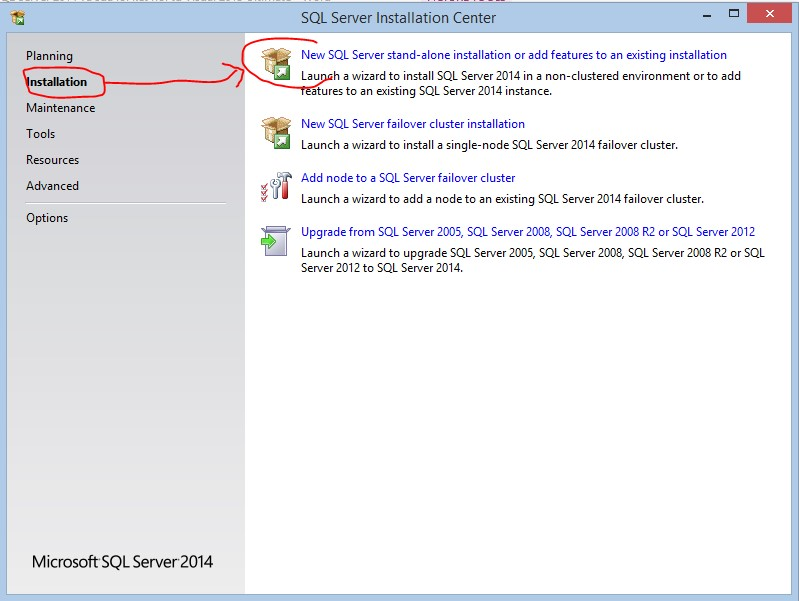 SQL Server Installation Center
Planning
Installation
Maintenance
Tools
Resources
Advanced
Options
New SQL Server stand-alone installation or add features to an existing installation
Launch a wizard to install SQL Server 2014 in a non-clustered environment or to add
features to an existing SQL Server 2014 instance.
New SQL Server failover cluster installation
Launch a wizard to install a single-node SQL Server 2014 failover cluster.
Add node to a SQL Server failover cluster
Launch a wizard to add a node to an existing SQL Server 2014 failover cluster.
Upgrade from SQL Server 2005, SQL Server 2008, SQL Server 2008 R2 or SQL Server 2012
Launch a wizard to upgrade SQL Server 2005, SQL Server 2008, SQL Server 2008 R2 or SQL
Server 2012 to SQL Server 2014.
Microsoft SQL Server 2014